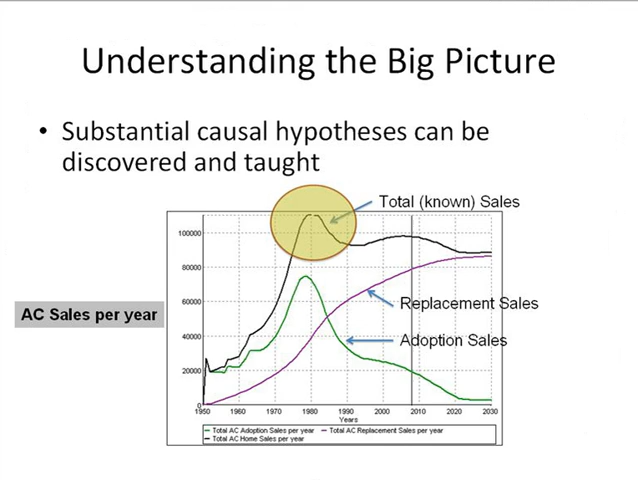 Understanding the Big Picture
• Substantial causal hypotheses can be
discovered and taught
Total (known) Sales
100000
80000
60000
40000
20000
0
Replacement Sales
AC Sales per year
Adoption Sales
1950 1960 1970 1980 1990 2000 2010 2020 2030
Years
Total AC Adoption Sales per year Total AC Replacement Sales per year
Total AC Home Sales per year